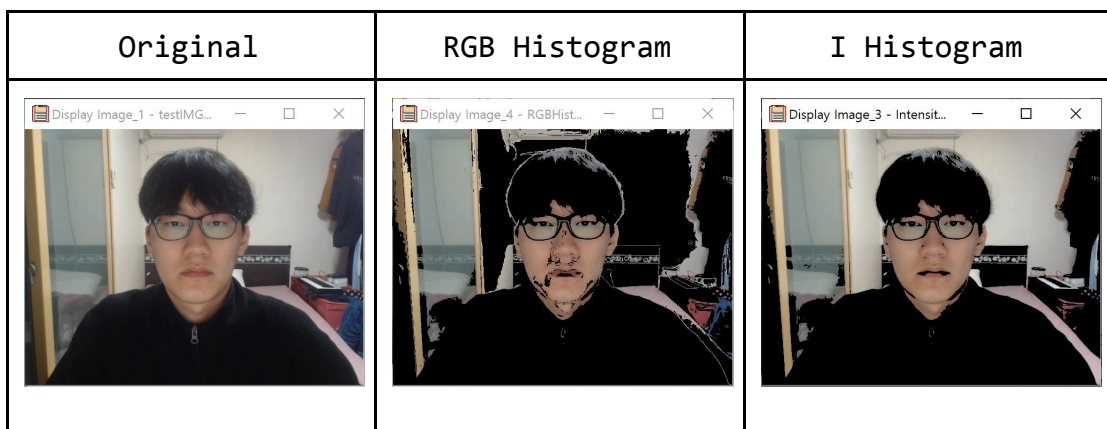 Original
RGB Histogram
I Histogram
Display Image_1 - testIMG...
Display Image_4 - RGBHist...
Display Image_3 - Intensit...